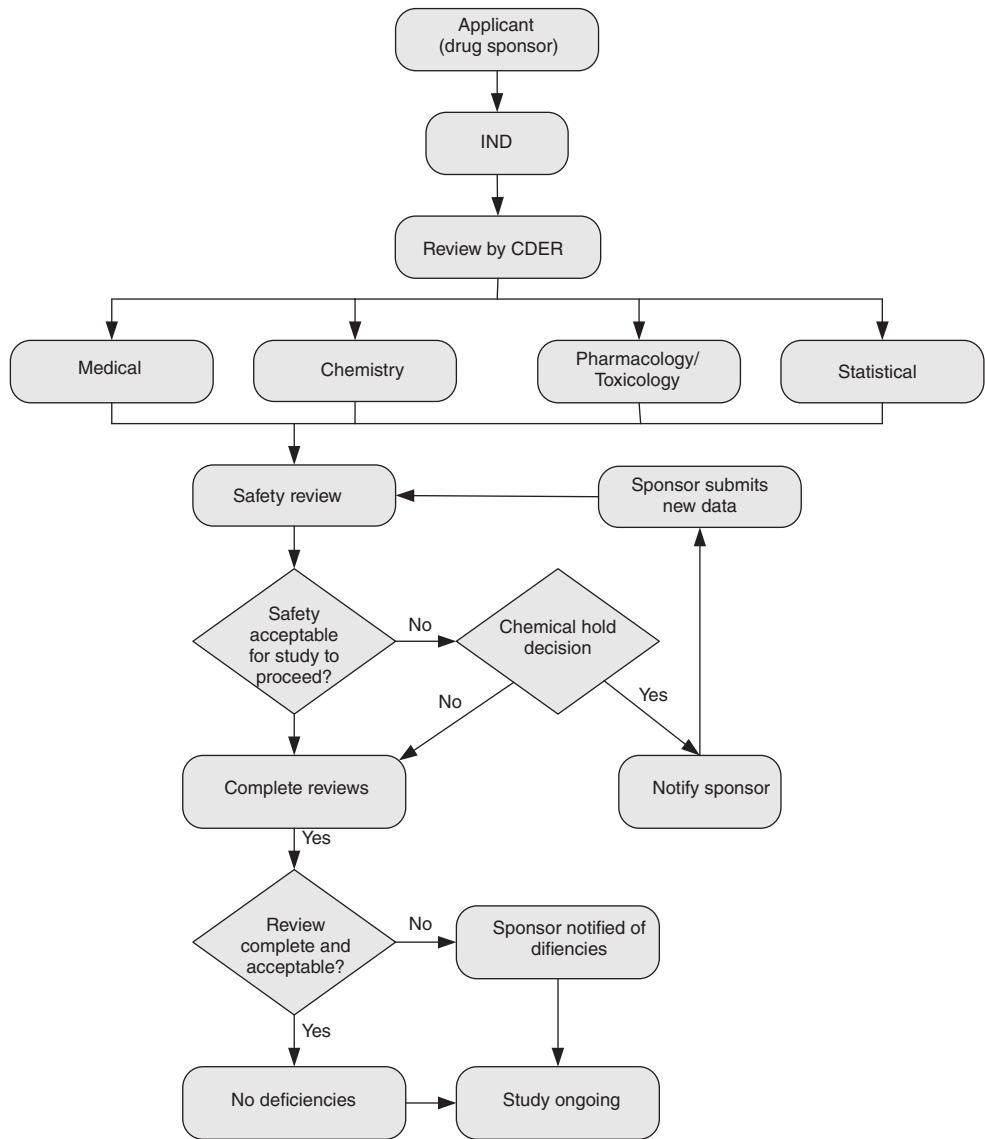 Applicant
(drug sponsor)
IND
Review by CDER
Medical
Chemistry
Pharmacology/
Toxicology
Statistical
Safety review
Sponsor submits
new data
Safety
acceptable
for study to
proceed?
No
Chemical hold
decision
No
Yes
Complete reviews
Notify sponsor
Yes
Review
complete and
acceptable?
No
Sponsor notified of
difiencies
Yes
No deficiencies
Study ongoing